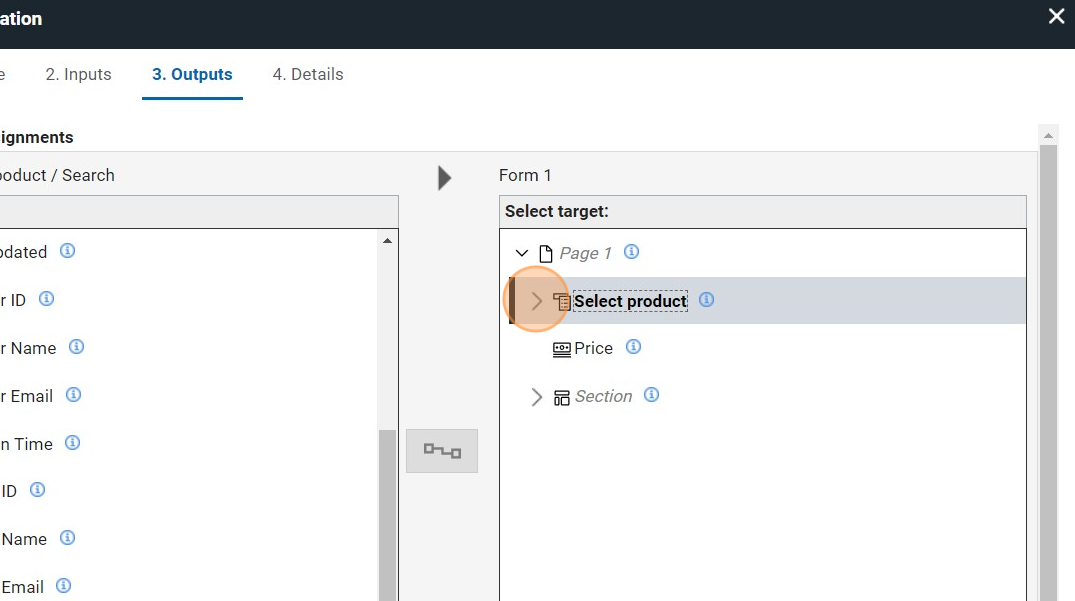 ation
2. Inputs
3. Outputs
4. Details
ignments
oduct / Search
Form 1
Select target:
dated
Page 1
r ID
Select product
r Name
Price
r Email
Section
n Time
ID
Name
Email